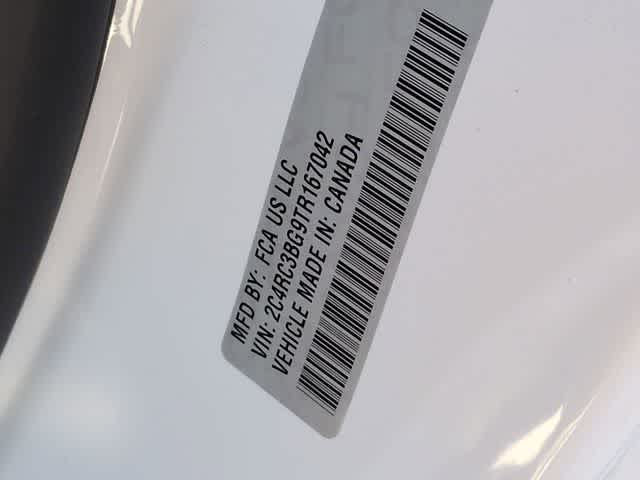 MFD BY: FCA US LLC
VIN: 2C4RC3BG9TR167042
VEHICLE MADE IN: CANADA